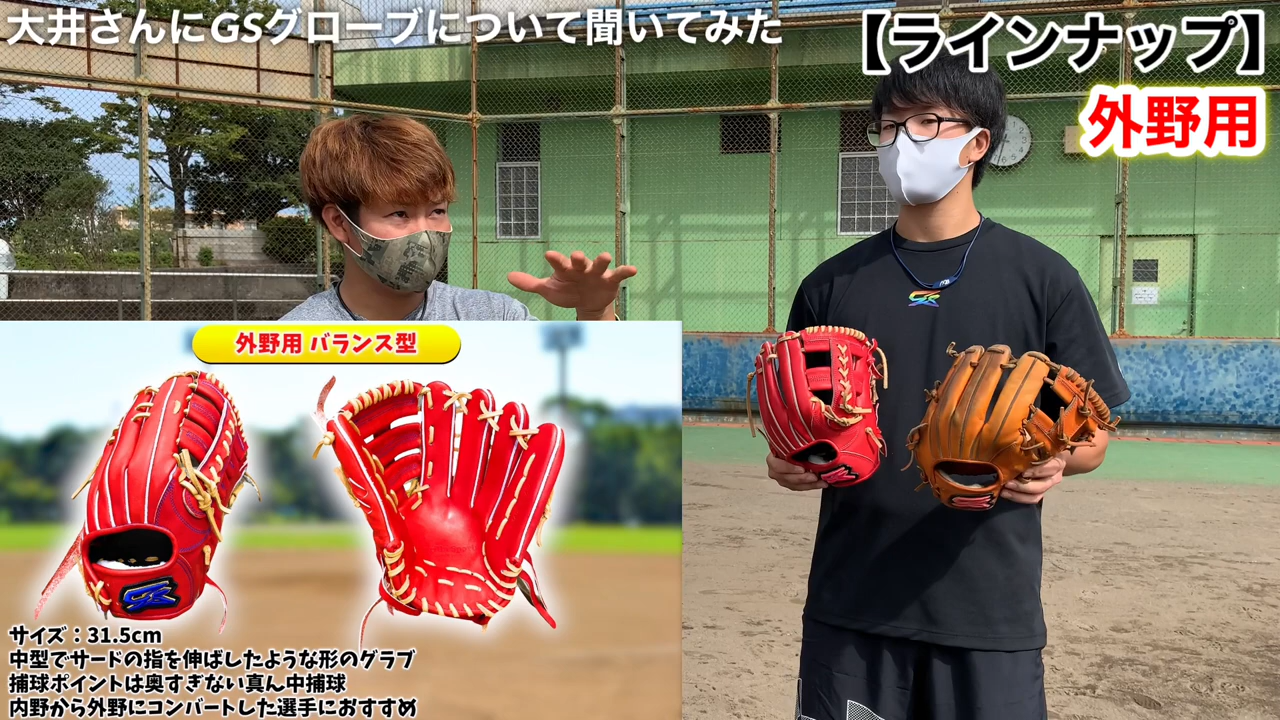 大井さんにGSグローブについて聞いてみた
【ラインナップ】
外野用
外野用 バランス型
サイズ：31.5cm
中型でサードの指を伸ばしたような形のグラブ
捕球ポイントは奥すぎない真ん中捕球
内野から外野にコンバートした選手におすすめ